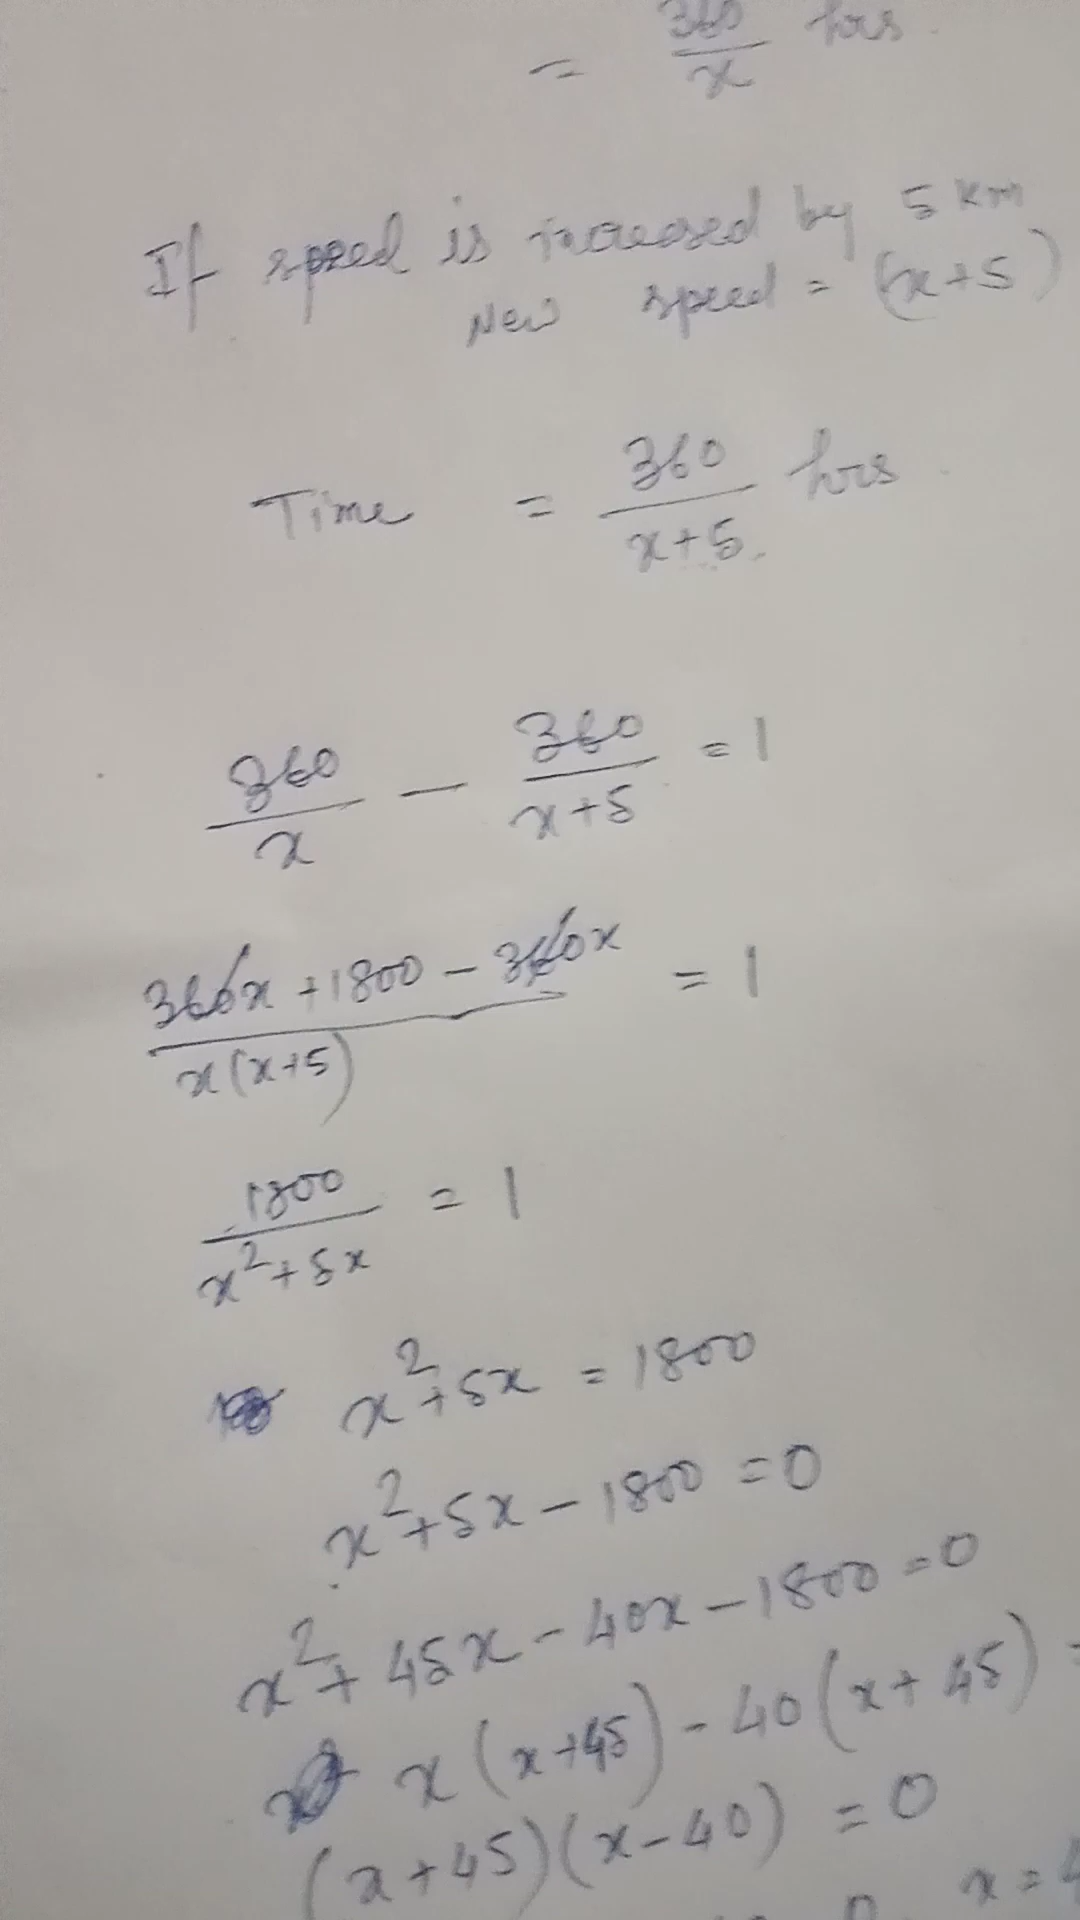 = 360/x hrs.
If speed is increased by 5 km
New speed = (x+5)
Time = 360/x+5 hrs.
360/x - 360/x+5 = 1
360x + 1800 - 360x / x(x+5) = 1
1800/x²+5x = 1
x²+5x = 1800
x²+5x - 1800 = 0
x²+45x - 40x - 1800 = 0
x(x+45) - 40(x+45) =
(x+45)(x-40) = 0
x = 4